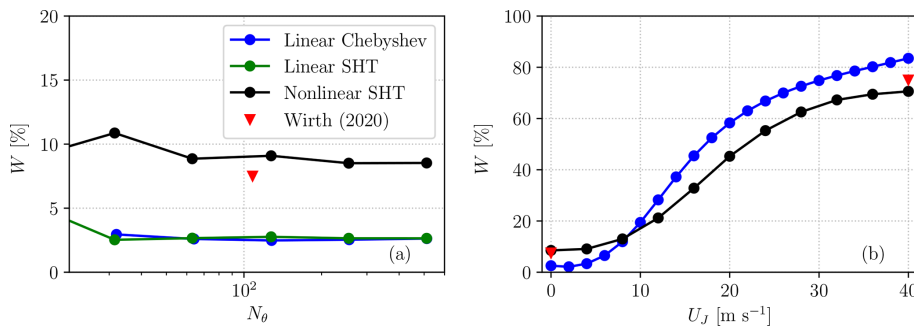 20
15
10
5
0
W [%]
Linear Chebyshev
Linear SHT
Nonlinear SHT
Wirth (2020)
(a)
10²
N_θ
100
80
60
40
20
0
W [%]
(b)
0 10 20 30 40
U_J [m s⁻¹]